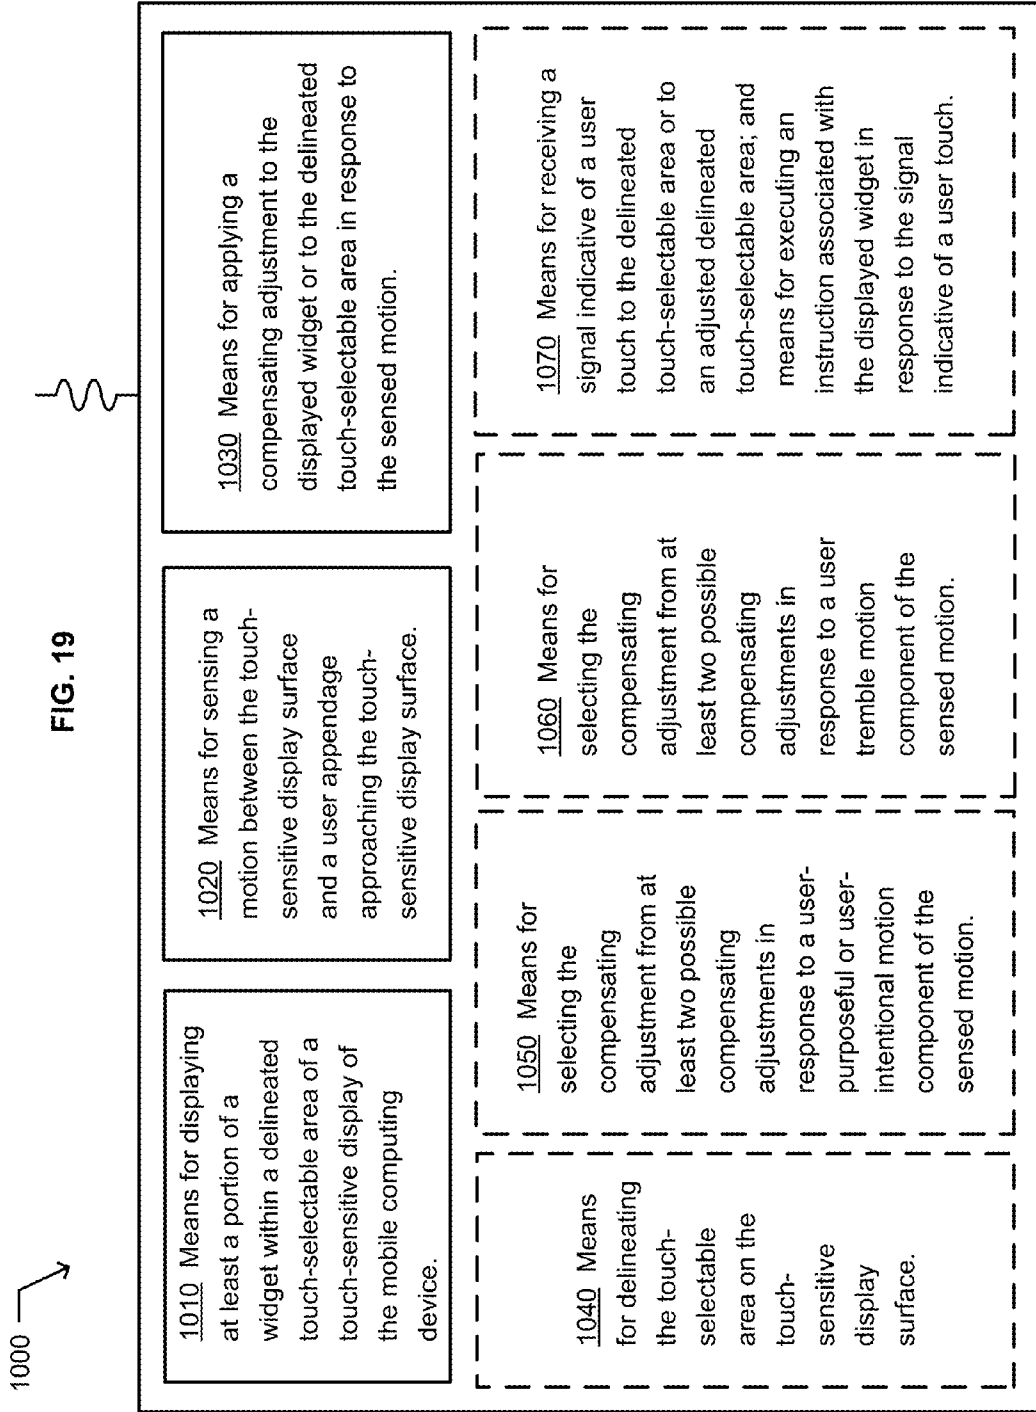 1000
FIG. 19
1010 Means for displaying
at least a portion of a
widget within a delineated
touch-selectable area of a
touch-sensitive display of
the mobile computing
device.
1020 Means for sensing a
motion between the touch-
sensitive display surface
and a user appendage
approaching the touch-
sensitive display surface.
1030 Means for applying a
compensating adjustment to the
displayed widget or to the delineated
touch-selectable area in response to
the sensed motion.
1040 Means
for delineating
the touch-
selectable
area on the
touch-
sensitive
display
surface.
1050 Means for
selecting the
compensating
adjustment from at
least two possible
compensating
adjustments in
response to a user-
purposeful or user-
intentional motion
component of the
sensed motion.
1060 Means for
selecting the
compensating
adjustment from at
least two possible
compensating
adjustments in
response to a user
tremble motion
component of the
sensed motion.
1070 Means for receiving a
signal indicative of a user
touch to the delineated
touch-selectable area or to
an adjusted delineated
touch-selectable area; and
means for executing an
instruction associated with
the displayed widget in
response to the signal
indicative of a user touch.